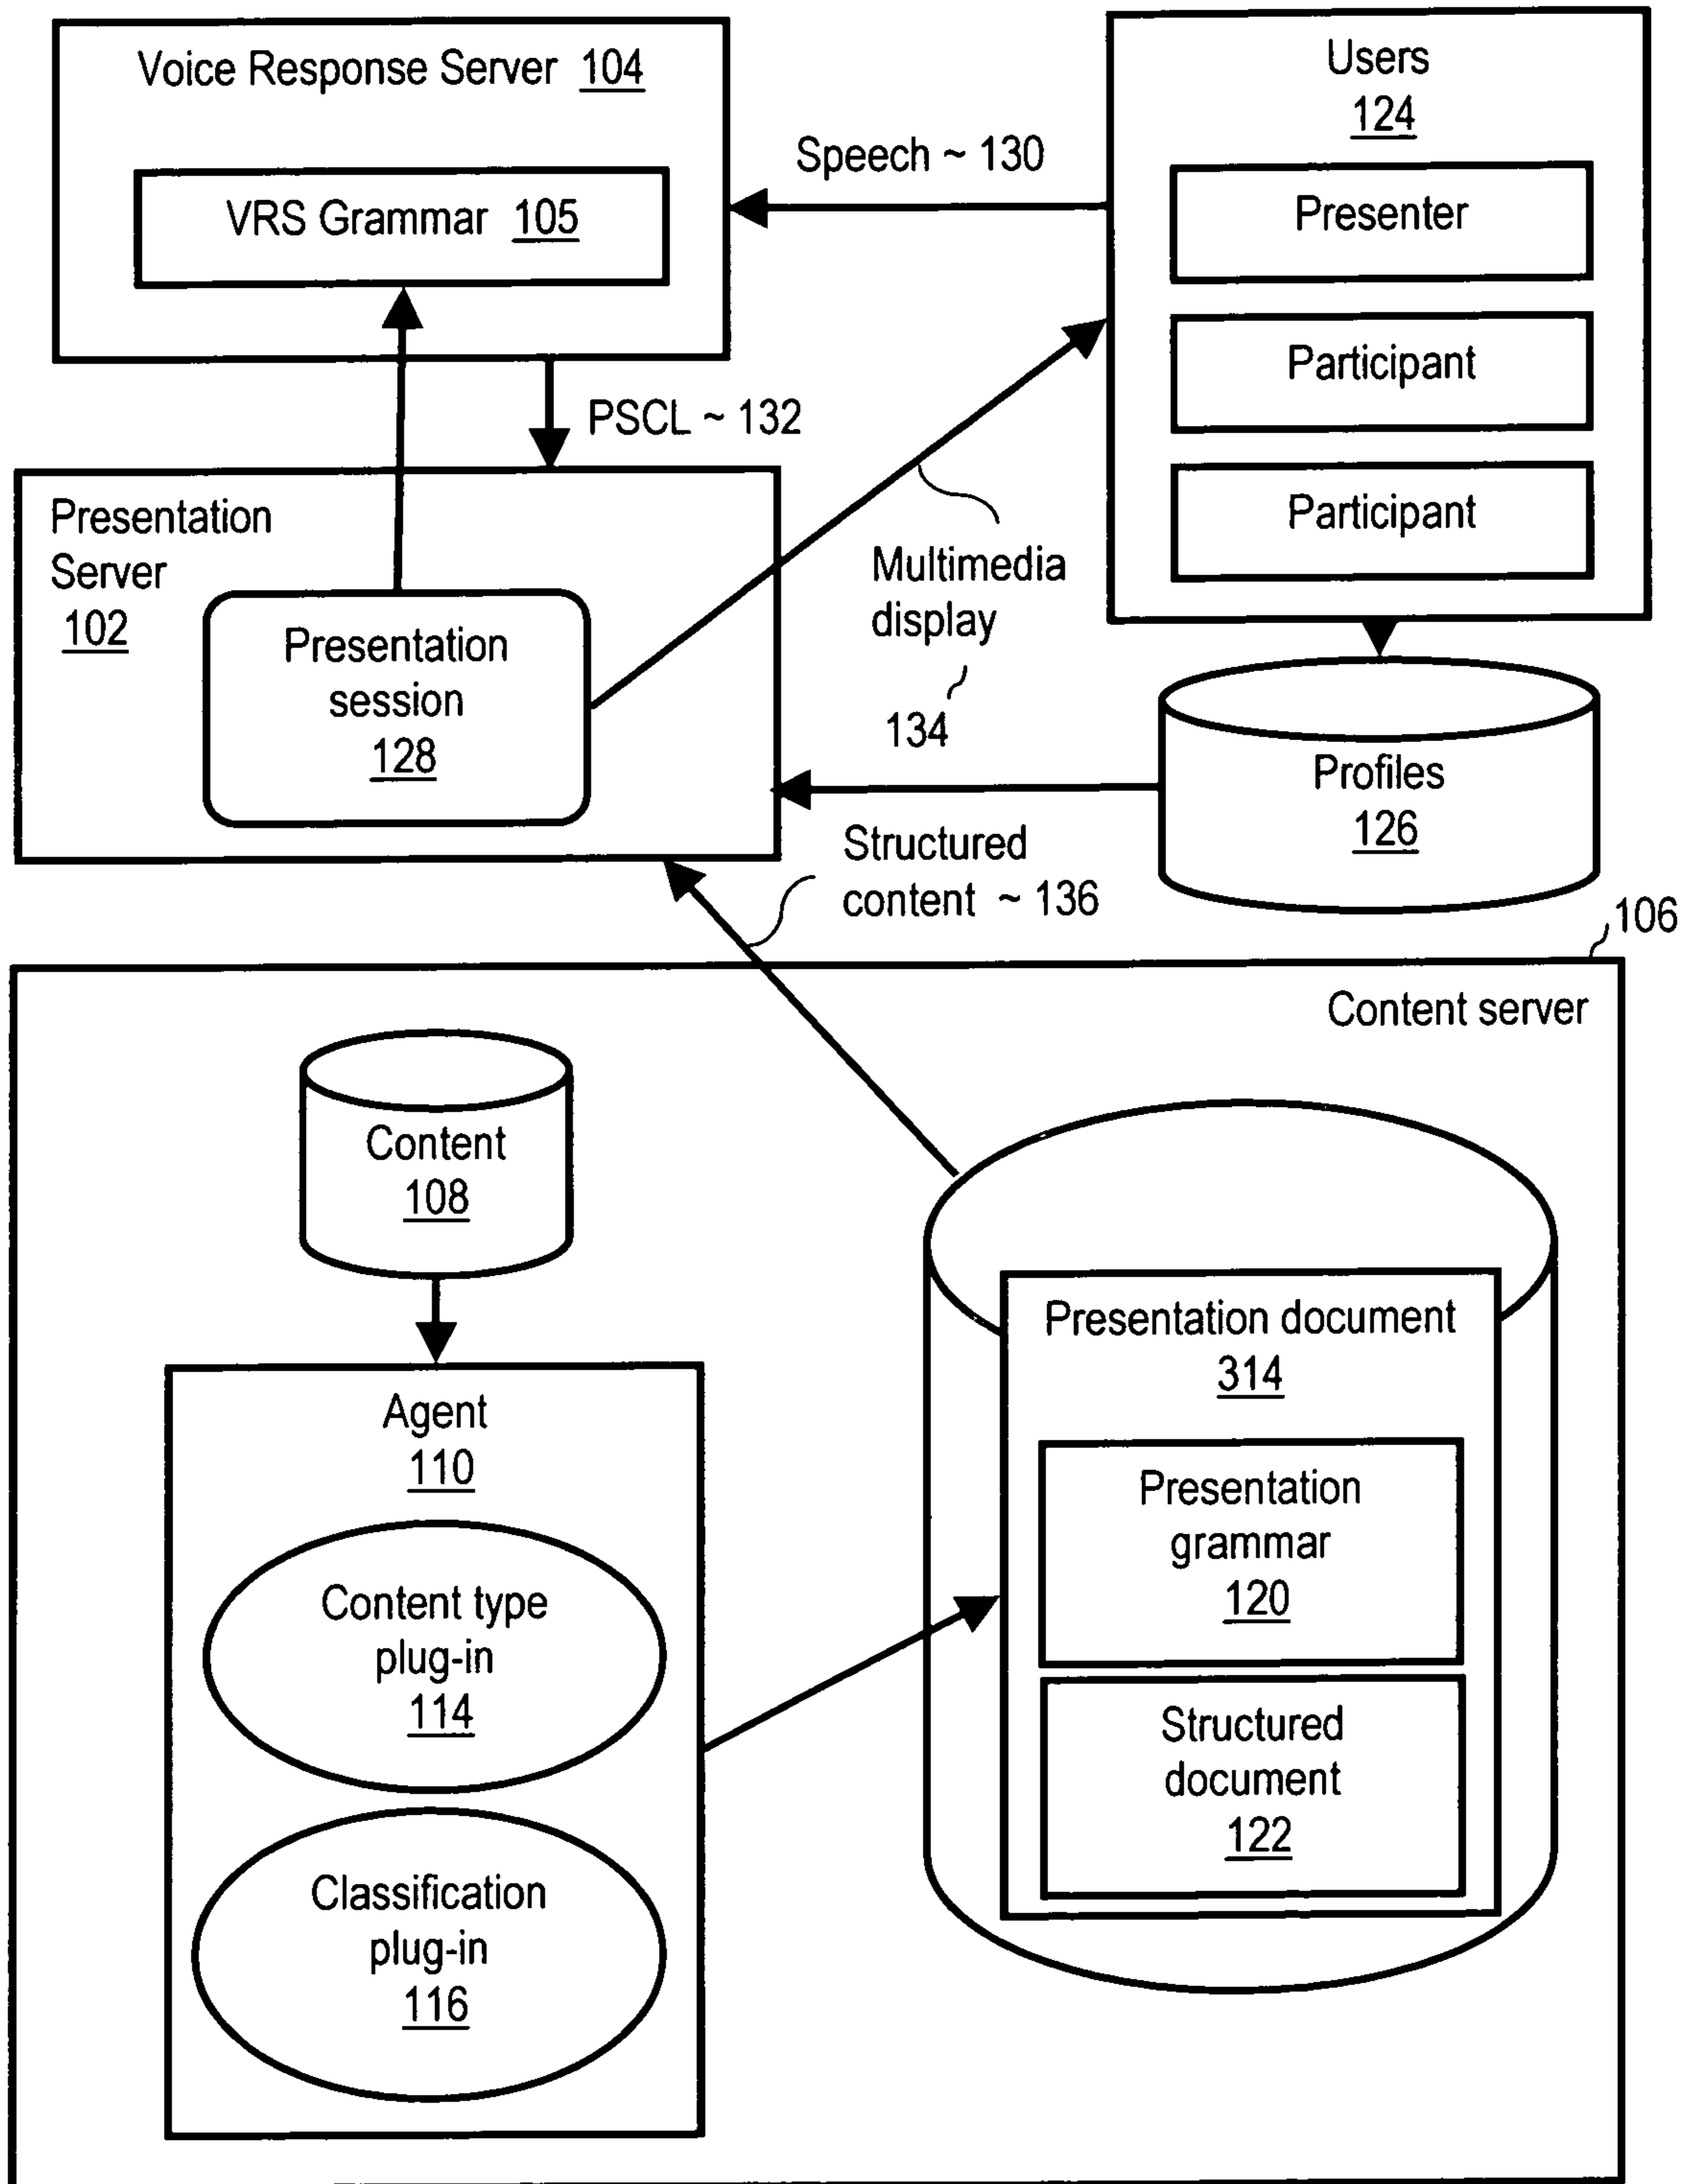 Voice Response Server 104
VRS Grammar 105
Speech ~ 130
Users
124
Presenter
Participant
Participant
PSCL ~ 132
Presentation
Server
102
Presentation
session
128
Multimedia
display
134
Profiles
126
Structured
content ~ 136
106
Content server
Content
108
Agent
110
Content type
plug-in
114
Classification
plug-in
116
Presentation document
314
Presentation
grammar
120
Structured
document
122